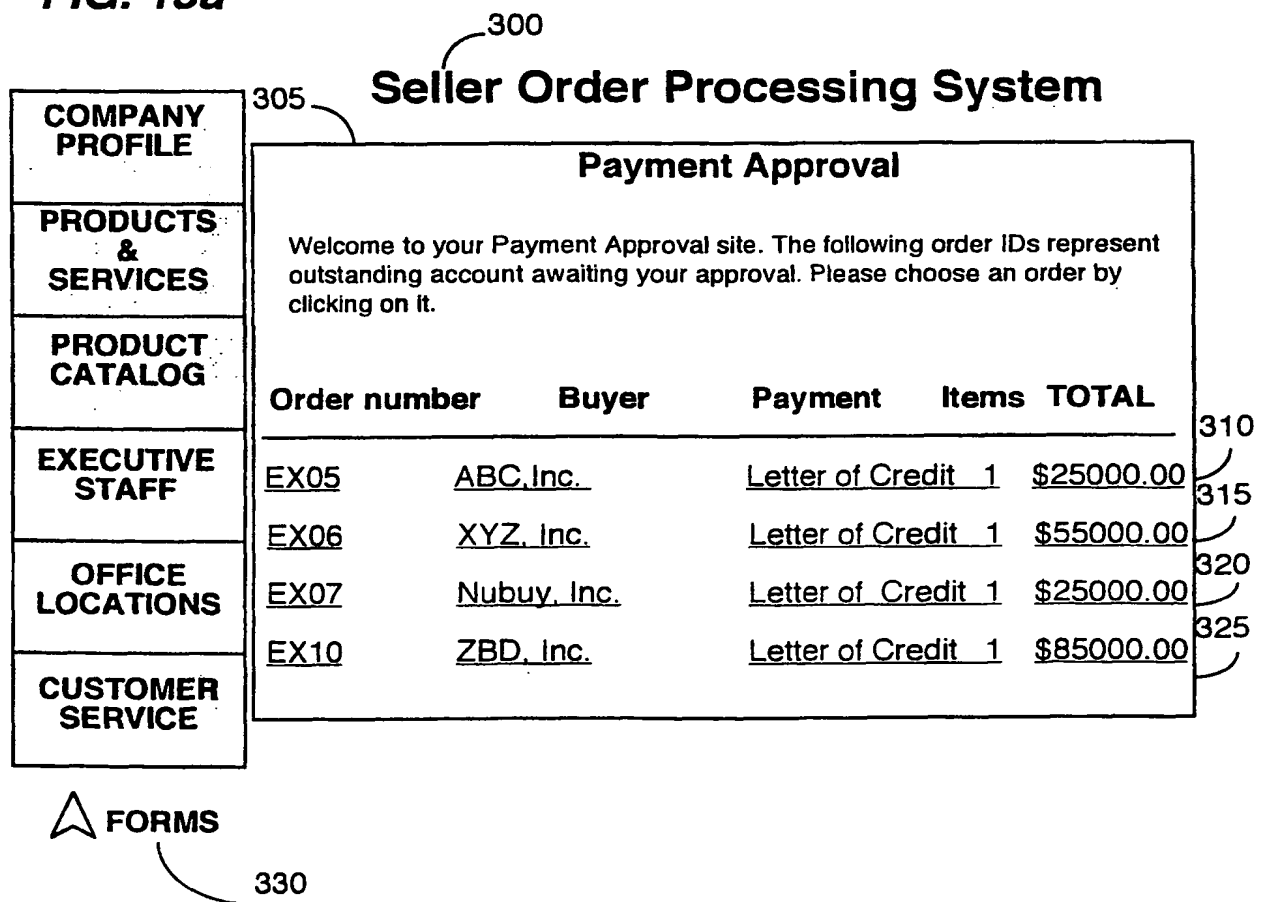 300
Seller Order Processing System
305
COMPANY
PROFILE
PRODUCTS
&
SERVICES
PRODUCT
CATALOG
EXECUTIVE
STAFF
OFFICE
LOCATIONS
CUSTOMER
SERVICE
Payment Approval
Welcome to your Payment Approval site. The following order IDs represent
outstanding account awaiting your approval. Please choose an order by
clicking on it.
Order number Buyer Payment Items TOTAL
310
EX05 ABC,Inc. Letter of Credit 1 $25000.00
315
EX06 XYZ, Inc. Letter of Credit 1 $55000.00
320
EX07 Nubuy, Inc. Letter of Credit 1 $25000.00
325
EX10 ZBD, Inc. Letter of Credit 1 $85000.00
FORMS
330